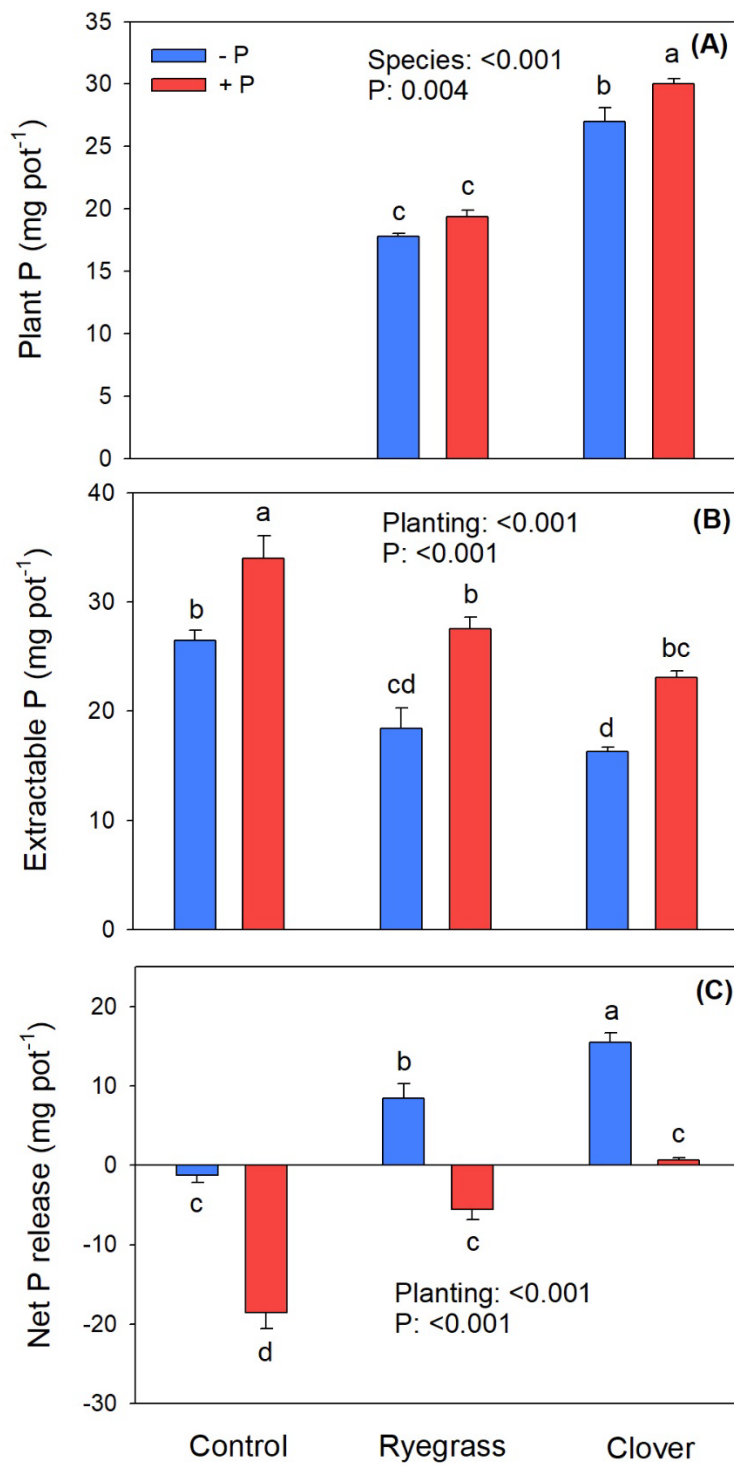 (A)
- P
+ P
Species: <0.001
P: 0.004
Plant P (mg pot⁻¹)
35
30
25
20
15
10
5
0
c
c
b
a
(B)
Planting: <0.001
P: <0.001
Extractable P (mg pot⁻¹)
40
30
20
10
0
b
a
cd
b
d
bc
(C)
Net P release (mg pot⁻¹)
20
10
0
-10
-20
-30
c
d
b
c
a
c
Planting: <0.001
P: <0.001
Control Ryegrass Clover